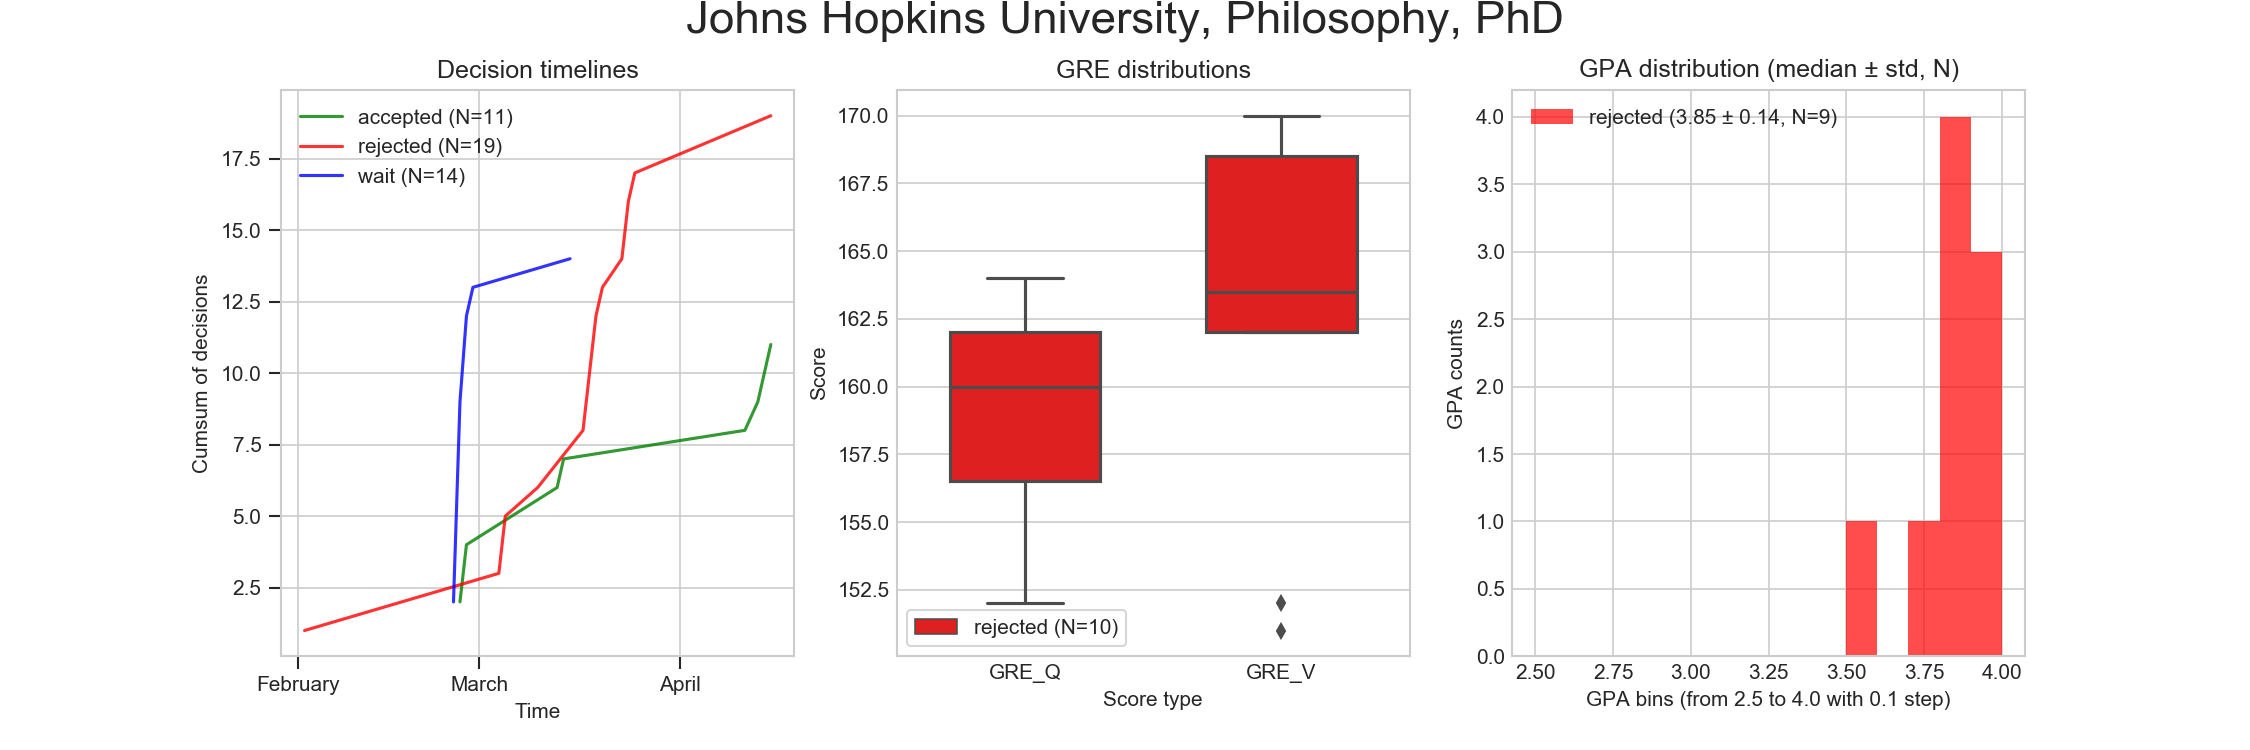 Johns Hopkins University, Philosophy, PhD
Decision timelines
accepted (N=11)
rejected (N=19)
wait (N=14)
17.5
15.0
12.5
10.0
7.5
5.0
2.5
Cumsum of decisions
February
March
April
Time
GRE distributions
170.0
167.5
165.0
162.5
160.0
157.5
155.0
152.5
Score
rejected (N=10)
GRE_Q
GRE_V
Score type
GPA distribution (median ± std, N)
rejected (3.85 ± 0.14, N=9)
4.0
3.5
3.0
2.5
2.0
1.5
1.0
0.5
0.0
GPA counts
2.50
2.75
3.00
3.25
3.50
3.75
4.00
GPA bins (from 2.5 to 4.0 with 0.1 step)